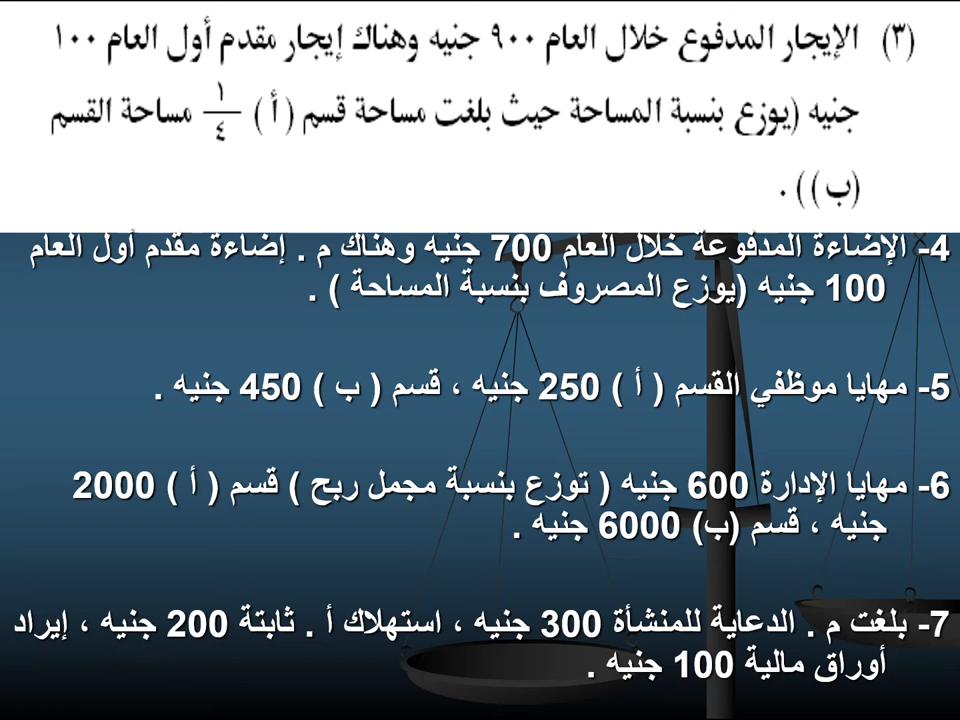 (٣) الإيجار المدفوع خلال العام ٩٠٠ جنيه وهناك إيجار مقدم أول العام ١٠٠
جنيه (يوزع بنسبة المساحة حيث بلغت مساحة قسم (أ) ١/٤ مساحة القسم
(ب)) .
4- الإضاءة المدفوعة خلال العام 700 جنيه وهناك م . إضاءة مقدم أول العام
100 جنيه (يوزع المصروف بنسبة المساحة ) .
5- مهايا موظفي القسم ( أ ) 250 جنيه ، قسم ( ب ) 450 جنيه .
6- مهايا الإدارة 600 جنيه ( توزع بنسبة مجمل ربح ) قسم ( أ ) 2000
جنيه ، قسم (ب) 6000 جنيه .
7- بلغت م . الدعاية للمنشأة 300 جنيه ، استهلاك أ . ثابتة 200 جنيه ، إيراد
أوراق مالية 100 جنيه .